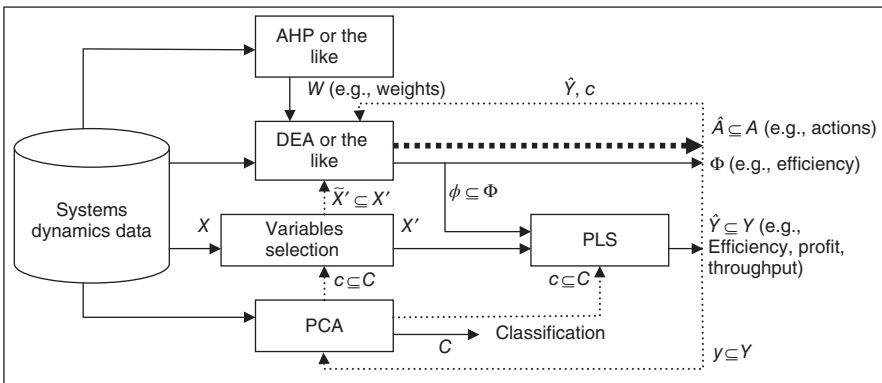 AHP or the
like
W (e.g., weights)
Ŷ, c
DEA or the
like
Â ⊆ A (e.g., actions)
Φ (e.g., efficiency)
X̃′ ⊆ X′
ϕ ⊆ Φ
Systems
dynamics data
X
Variables
selection
X′
PLS
Ŷ ⊆ Y (e.g.,
Efficiency, profit,
throughput)
c ⊆ C
c ⊆ C
PCA
C
Classification
y ⊆ Y